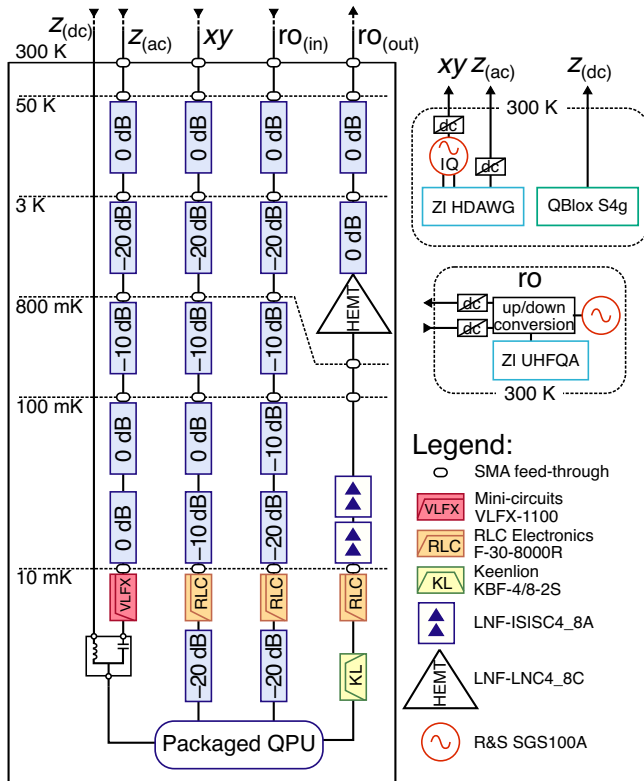 z(dc)
z(ac)
xy
ro(in)
ro(out)
300 K
50 K
0 dB
0 dB
0 dB
0 dB
3 K
−20 dB
−20 dB
−20 dB
0 dB
800 mK
−10 dB
−10 dB
−10 dB
HEMT
100 mK
0 dB
0 dB
−10 dB
0 dB
−10 dB
−20 dB
10 mK
VLFX
RLC
RLC
RLC
−20 dB
−20 dB
KL
Packaged QPU
xy
z(ac)
z(dc)
300 K
dc
IQ
dc
ZI HDAWG
QBlox S4g
ro
dc
dc
up/down
conversion
ZI UHFQA
300 K
Legend:
SMA feed-through
VLFX
Mini-circuits
VLFX-1100
RLC
RLC Electronics
F-30-8000R
KL
Keenlion
KBF-4/8-2S
LNF-ISISC4_8A
HEMT
LNF-LNC4_8C
R&S SGS100A